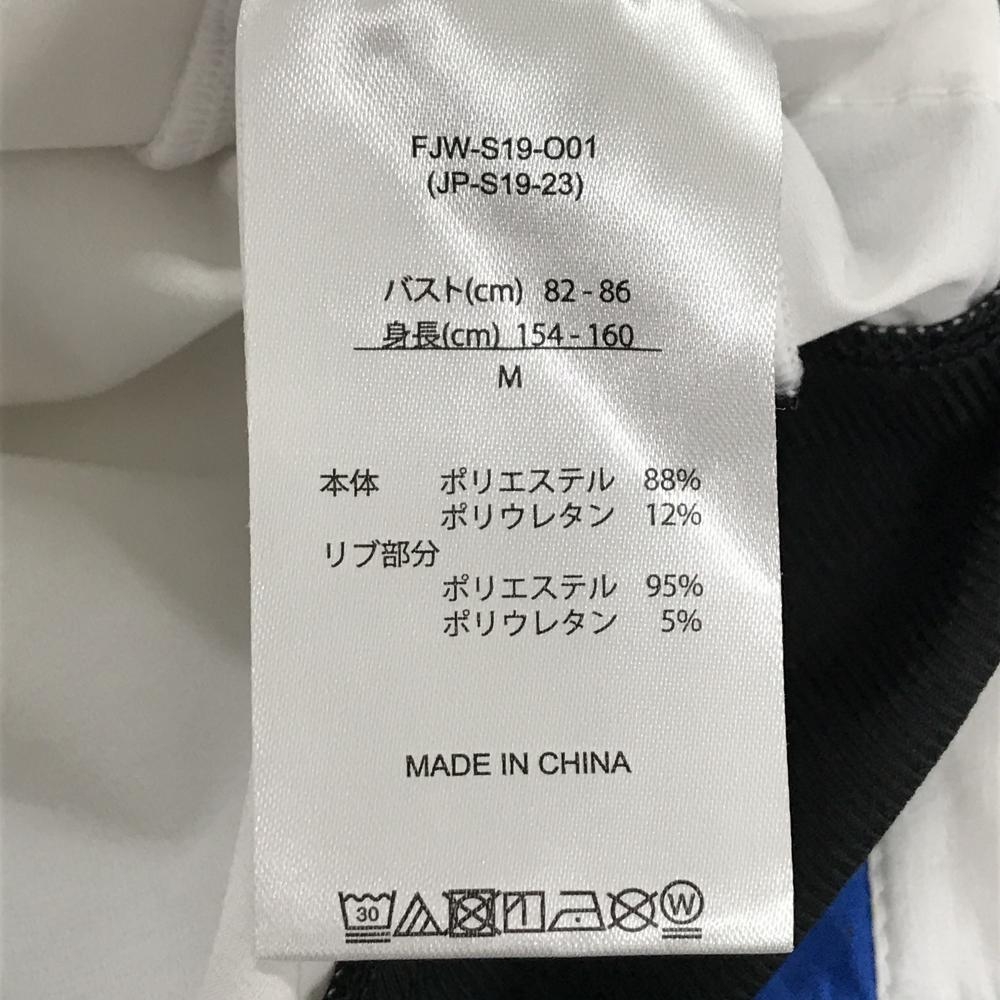 FJW-S19-O01
(JP-S19-23)
バスト(cm) 82 - 86
身長(cm) 154 - 160
M
本体 ポリエステル 88%
ポリウレタン 12%
リブ部分
ポリエステル 95%
ポリウレタン 5%
MADE IN CHINA
30 W